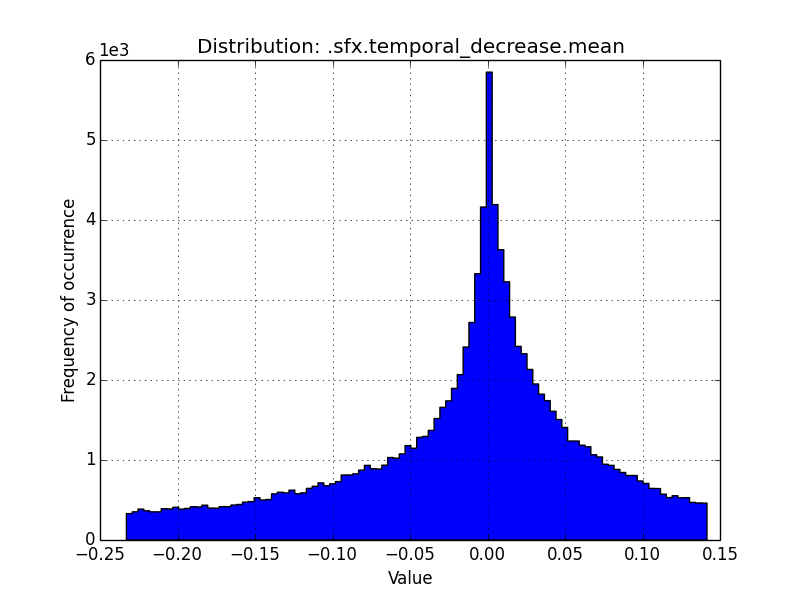 Distribution: .sfx.temporal_decrease.mean
1e3
6
5
4
3
2
1
0
Frequency of occurrence
−0.25 −0.20 −0.15 −0.10 −0.05 0.00 0.05 0.10 0.15
Value